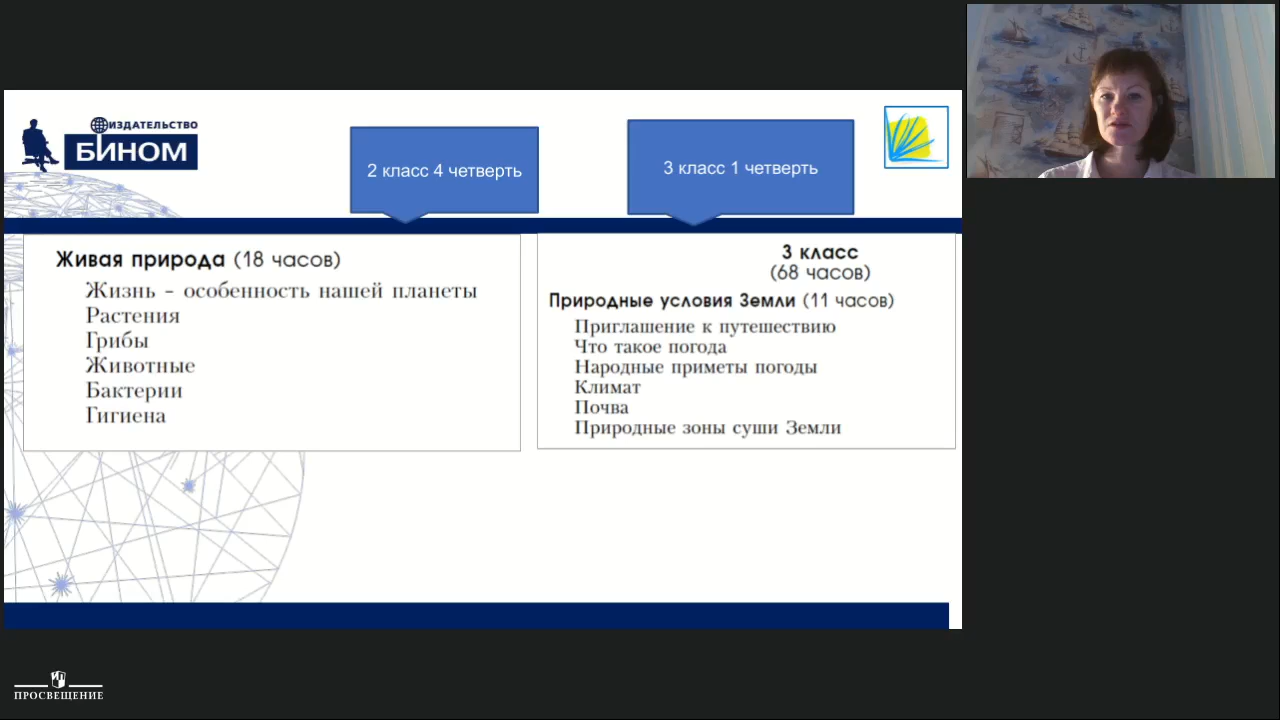 ИЗДАТЕЛЬСТВО
БИНОМ
2 класс 4 четверть
3 класс 1 четверть
Живая природа (18 часов)
Жизнь – особенность нашей планеты
Растения
Грибы
Животные
Бактерии
Гигиена
3 класс
(68 часов)
Природные условия Земли (11 часов)
Приглашение к путешествию
Что такое погода
Народные приметы погоды
Климат
Почва
Природные зоны суши Земли
ПРОСВЕЩЕНИЕ